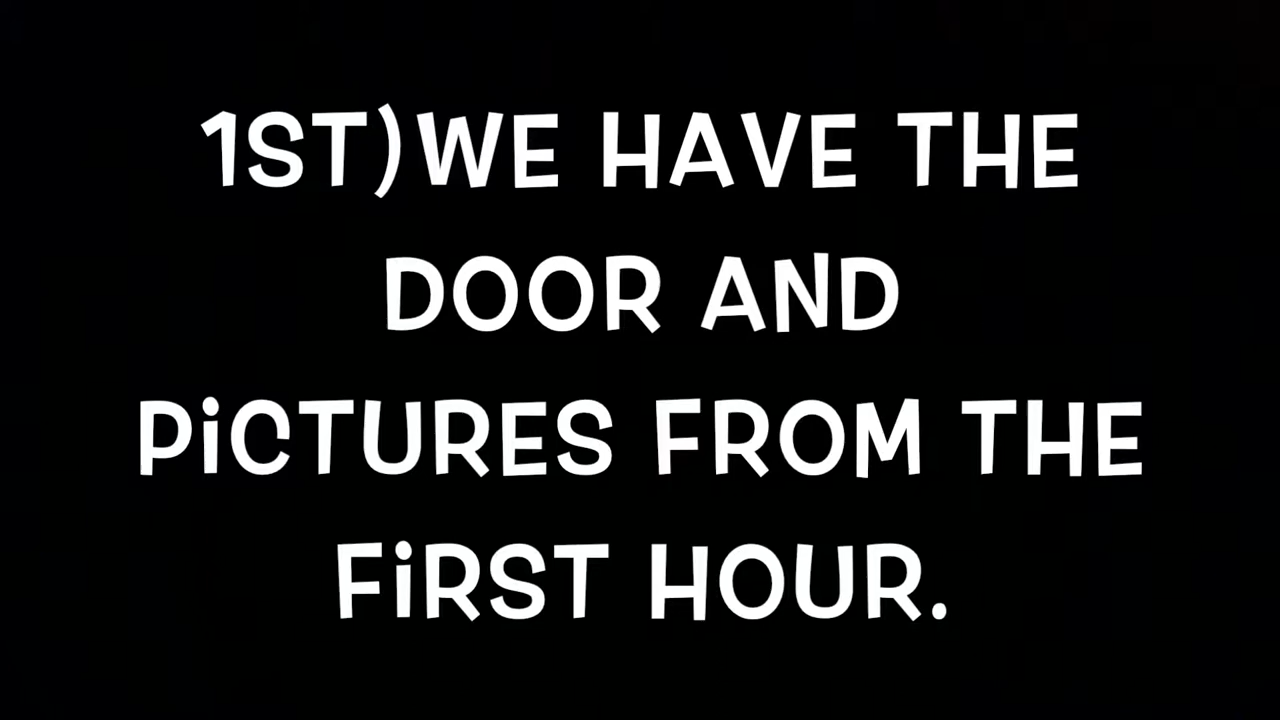 1ST)WE HAVE THE
DOOR AND
PiCTURES FROM THE
FiRST HOUR.